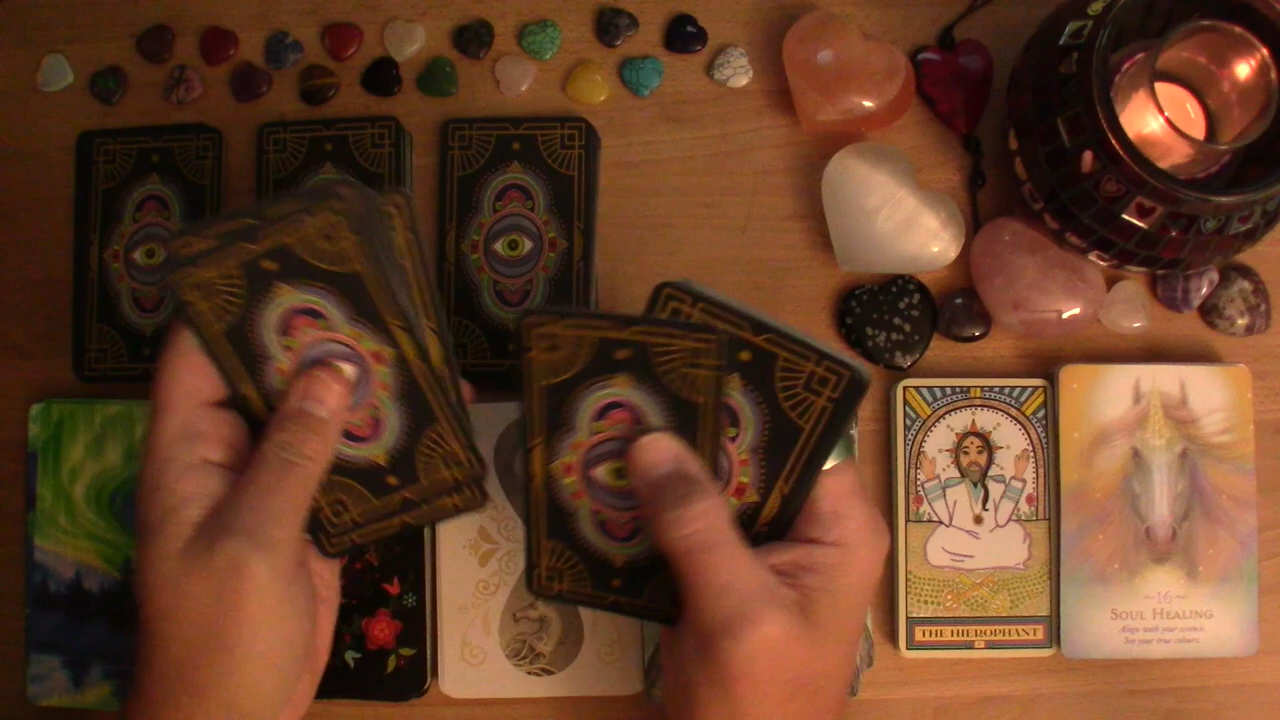 THE HIEROPHANT
~16~
SOUL HEALING
Align with your essence.
See your true colours.